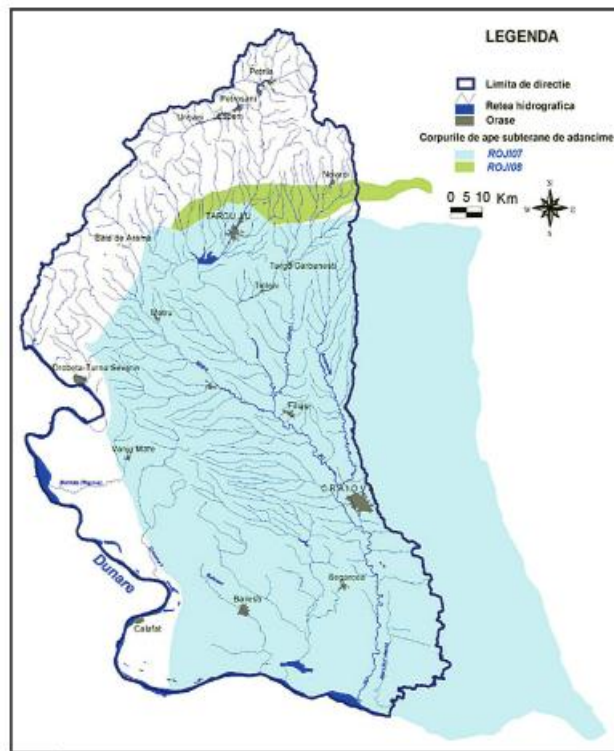 LEGENDA
Limita de directie
Retea hidrografica
Orase
Corpurile de ape subterane de adancime
ROJI07
ROJI08
0 5 10 Km
Petrila
Petrosani
Uricani
Novaci
TARGU JIU
Baia de Arama
Targu Carbunesti
Ticleni
Motru
Drobeta-Turnu Severin
Filiasi
Vanju Mare
CRAIOVA
Segarcea
Dunare
Bailesti
Calafat